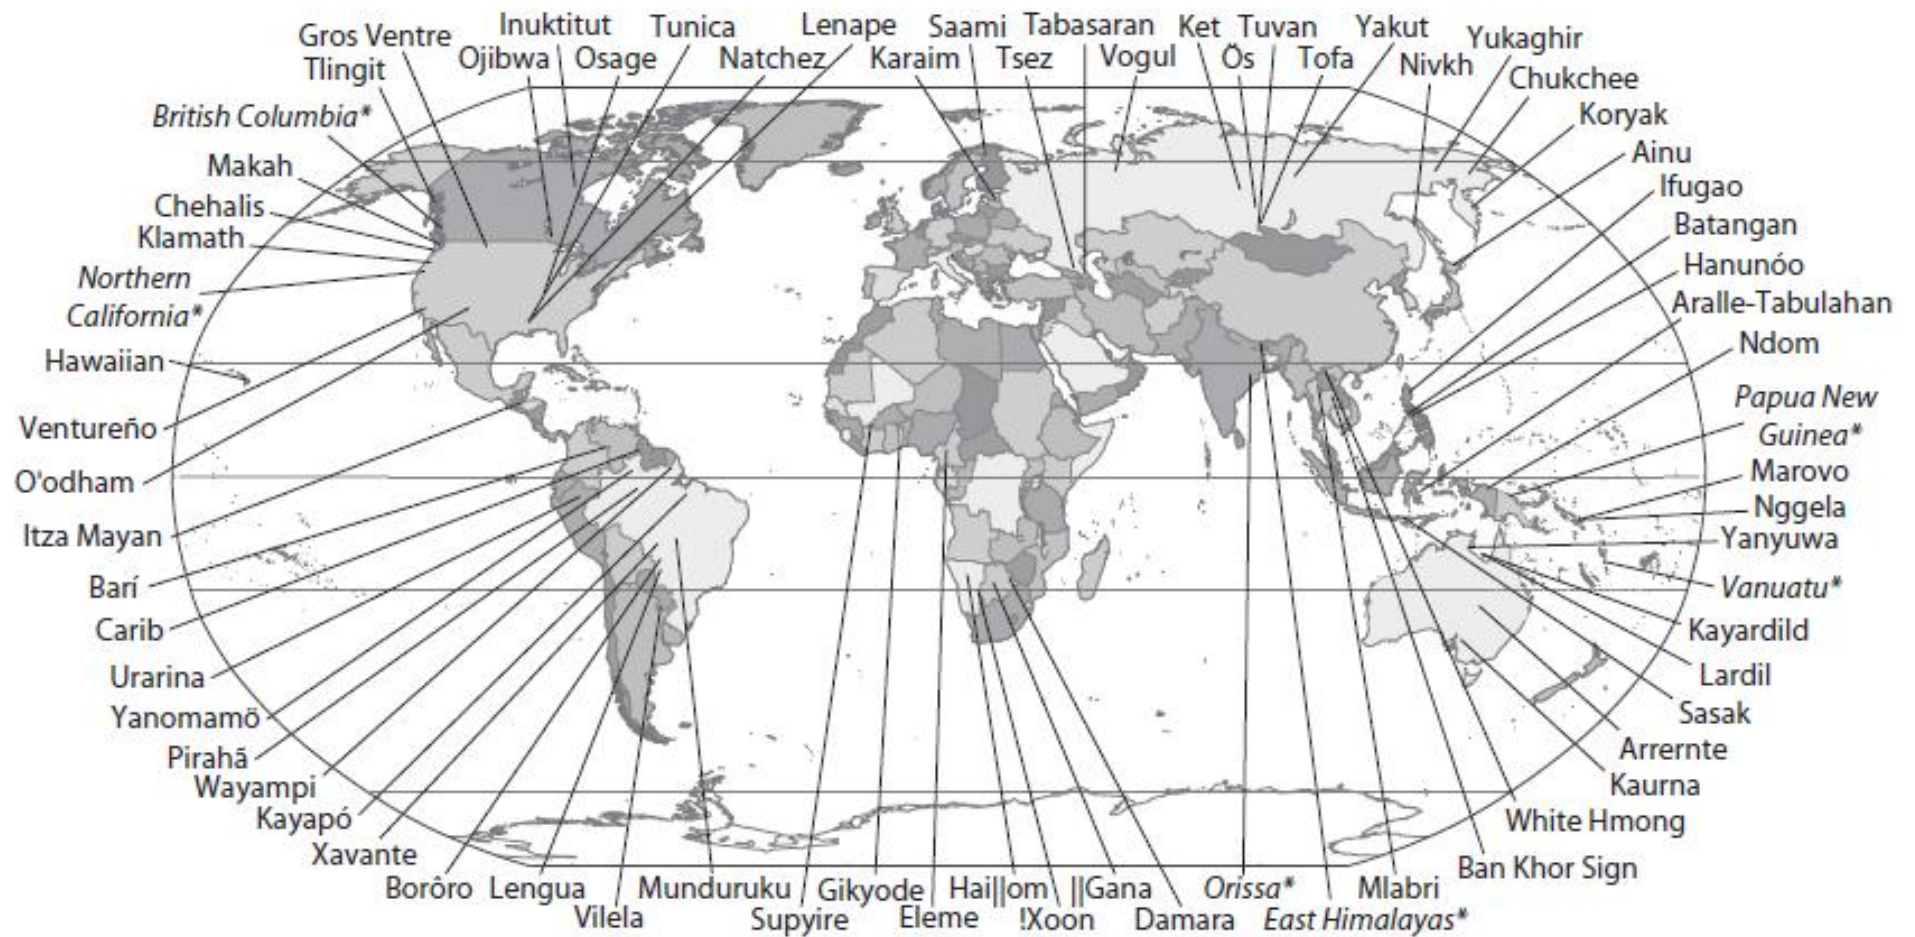 Gros Ventre
Tlingit
Inuktitut
Ojibwa
Osage
Tunica
Natchez
Lenape
Karaim
Saami
Tsez
Tabasaran
Vogul
Ket
Ös
Tuvan
Tofa
Yakut
Nivkh
Yukaghir
Chukchee
Koryak
Ainu
Ifugao
Batangan
Hanunóo
Aralle-Tabulahan
Ndom
Papua New
Guinea*
Marovo
Nggela
Yanyuwa
Vanuatu*
Kayardild
Lardil
Sasak
Arrernte
Kaurna
White Hmong
Ban Khor Sign
Mlabri
East Himalayas*
Orissa*
Damara
||Gana
!Xoon
Hai||om
Eleme
Gikyode
Supyire
Munduruku
Vilela
Lengua
Borôro
Xavante
Kayapó
Wayampi
Pirahã
Yanomamö
Urarina
Carib
Barí
Itza Mayan
O'odham
Ventureño
Hawaiian
Northern
California*
Klamath
Chehalis
Makah
British Columbia*